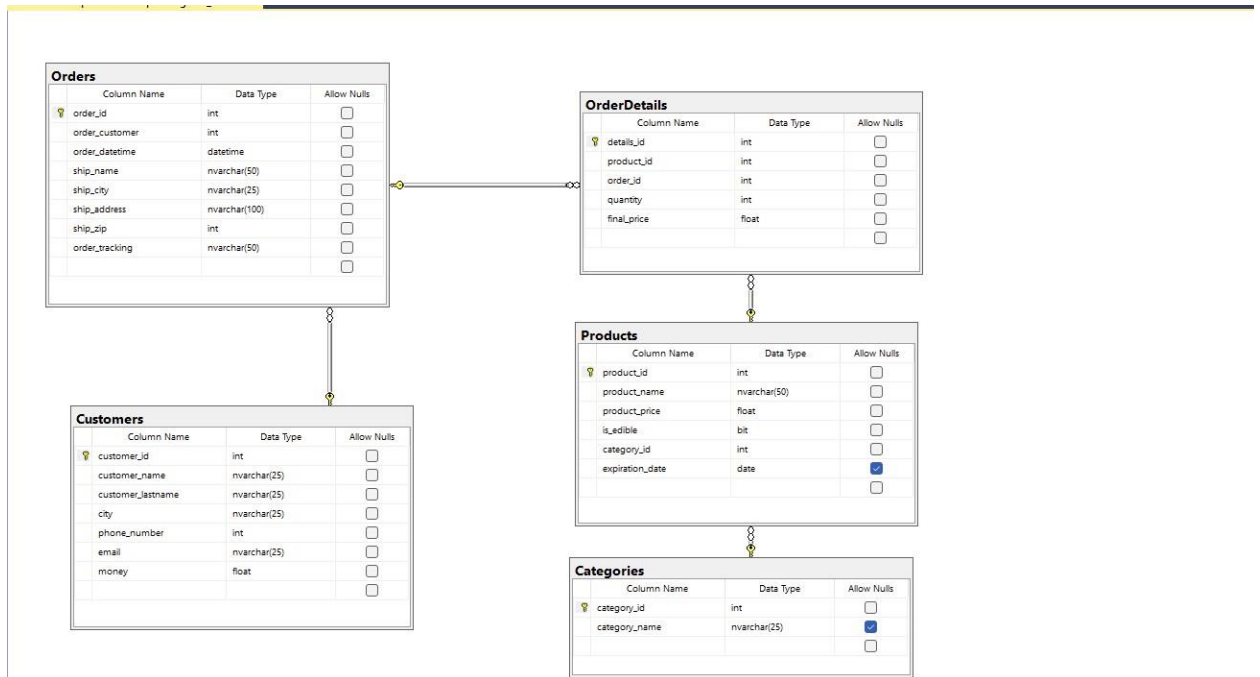 Orders
Column Name Data Type Allow Nulls
order_id int
order_customer int
order_datetime datetime
ship_name nvarchar(50)
ship_city nvarchar(25)
ship_address nvarchar(100)
ship_zip int
order_tracking nvarchar(50)
OrderDetails
Column Name Data Type Allow Nulls
details_id int
product_id int
order_id int
quantity int
final_price float
Customers
Column Name Data Type Allow Nulls
customer_id int
customer_name nvarchar(25)
customer_lastname nvarchar(25)
city nvarchar(25)
phone_number int
email nvarchar(25)
money float
Products
Column Name Data Type Allow Nulls
product_id int
product_name nvarchar(50)
product_price float
is_edible bit
category_id int
expiration_date date
Categories
Column Name Data Type Allow Nulls
category_id int
category_name nvarchar(25)